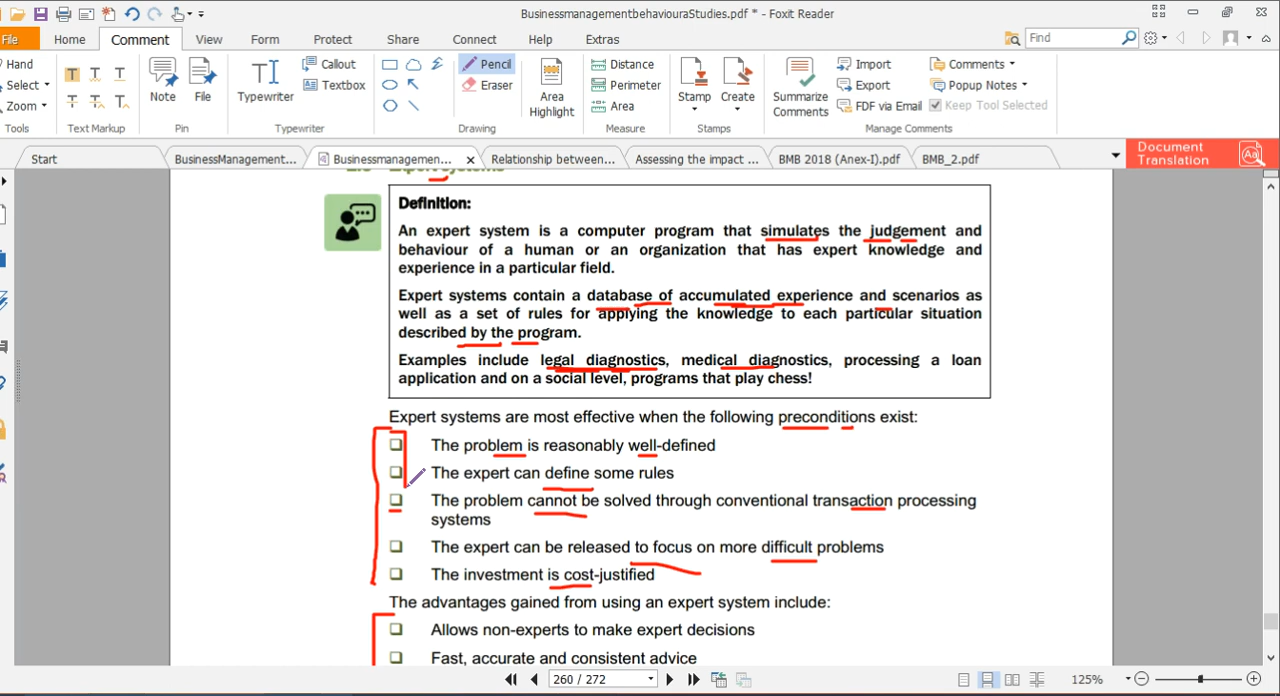 BusinessmanagementbehaviouraStudies.pdf * - Foxit Reader
File Home Comment View Form Protect Share Connect Help Extras
Find
Hand
Select
Zoom
Tools
Text Markup
Note
File
Pin
Typewriter
Callout
Textbox
Typewriter
Pencil
Eraser
Drawing
Area
Highlight
Distance
Perimeter
Area
Measure
Stamp
Create
Stamps
Summarize
Comments
Import
Export
FDF via Email
Comments
Popup Notes
Keep Tool Selected
Manage Comments
Start
BusinessManagement...
Businessmanagemen...
Relationship between...
Assessing the impact ...
BMB 2018 (Anex-I).pdf
BMB_2.pdf
Document
Translation
Expert systems
Definition:
An expert system is a computer program that simulates the judgement and
behaviour of a human or an organization that has expert knowledge and
experience in a particular field.
Expert systems contain a database of accumulated experience and scenarios as
well as a set of rules for applying the knowledge to each particular situation
described by the program.
Examples include legal diagnostics, medical diagnostics, processing a loan
application and on a social level, programs that play chess!
Expert systems are most effective when the following preconditions exist:
The problem is reasonably well-defined
The expert can define some rules
The problem cannot be solved through conventional transaction processing
systems
The expert can be released to focus on more difficult problems
The investment is cost-justified
The advantages gained from using an expert system include:
Allows non-experts to make expert decisions
Fast, accurate and consistent advice
260 / 272
125%